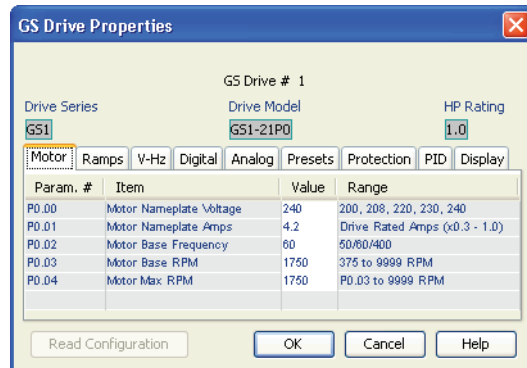 GS Drive Properties
GS Drive # 1
Drive Series Drive Model HP Rating
GS1 GS1-21P0 1.0
Motor Ramps V-Hz Digital Analog Presets Protection PID Display
Param. # Item Value Range
P0.00 Motor Nameplate Voltage 240 200, 208, 220, 230, 240
P0.01 Motor Nameplate Amps 4.2 Drive Rated Amps (x0.3 - 1.0)
P0.02 Motor Base Frequency 60 50/60/400
P0.03 Motor Base RPM 1750 375 to 9999 RPM
P0.04 Motor Max RPM 1750 P0.03 to 9999 RPM
Read Configuration OK Cancel Help